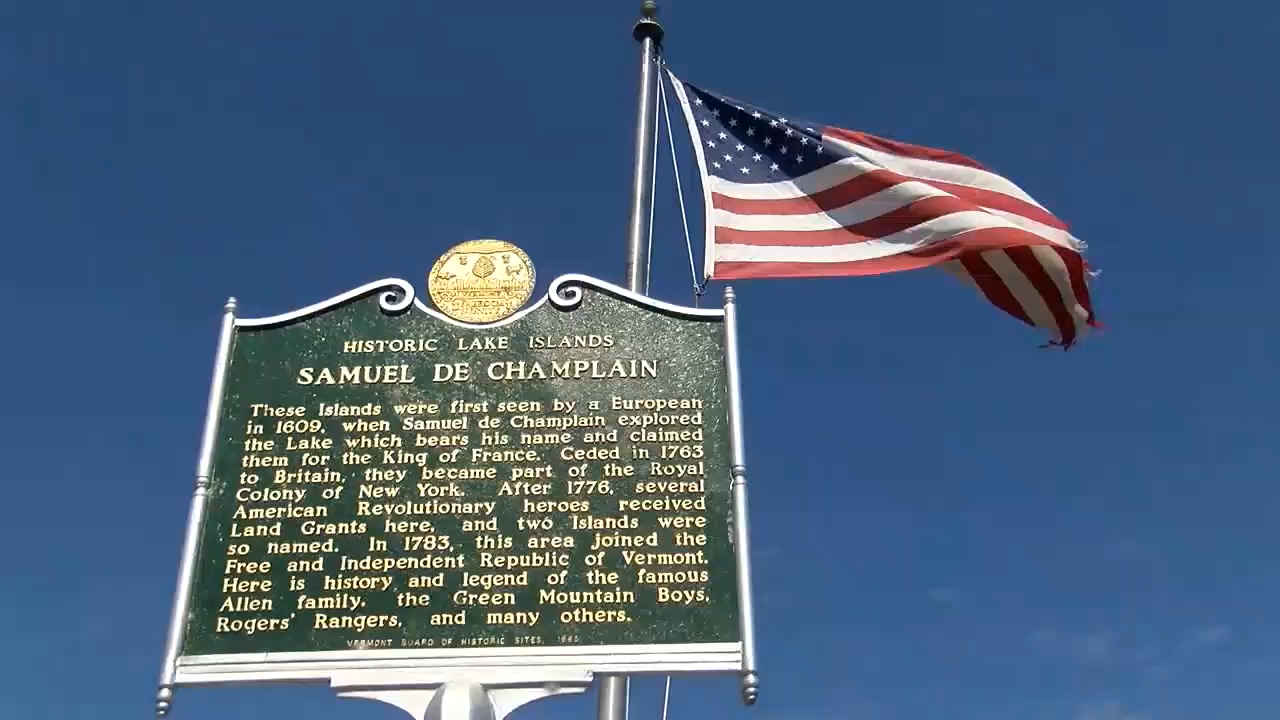 HISTORIC LAKE ISLANDS
SAMUEL DE CHAMPLAIN
These Islands were first seen by a European
in 1609, when Samuel de Champlain explored
the Lake which bears his name and claimed
them for the King of France. Ceded in 1763
to Britain, they became part of the Royal
Colony of New York. After 1776, several
American Revolutionary heroes received
Land Grants here, and two Islands were
so named. In 1783, this area joined the
Free and Independent Republic of Vermont.
Here is history and legend of the famous
Allen family, the Green Mountain Boys,
Rogers' Rangers, and many others.
VERMONT BOARD OF HISTORIC SITES,